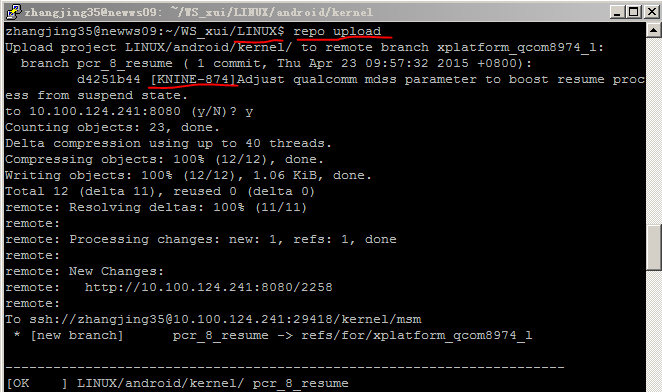 zhangjing35@newws09: ~/WS_xui/LINUX/android/kernel
zhangjing35@newws09:~/WS_xui/LINUX$ repo upload
Upload project LINUX/android/kernel/ to remote branch xplatform_qcom8974_l:
  branch pcr_8_resume ( 1 commit, Thu Apr 23 09:57:32 2015 +0800):
         d4251b44 [KNINE-874]Adjust qualcomm mdss parameter to boost resume proc
ess from suspend state.
to 10.100.124.241:8080 (y/N)? y
Counting objects: 23, done.
Delta compression using up to 40 threads.
Compressing objects: 100% (12/12), done.
Writing objects: 100% (12/12), 1.06 KiB, done.
Total 12 (delta 11), reused 0 (delta 0)
remote: Resolving deltas: 100% (11/11)
remote:
remote: Processing changes: new: 1, refs: 1, done
remote:
remote: New Changes:
remote:   http://10.100.124.241:8080/2258
remote:
To ssh://zhangjing35@10.100.124.241:29418/kernel/msm
 * [new branch]      pcr_8_resume -> refs/for/xplatform_qcom8974_l
----------------------------------------------------------------------
[OK    ] LINUX/android/kernel/ pcr_8_resume